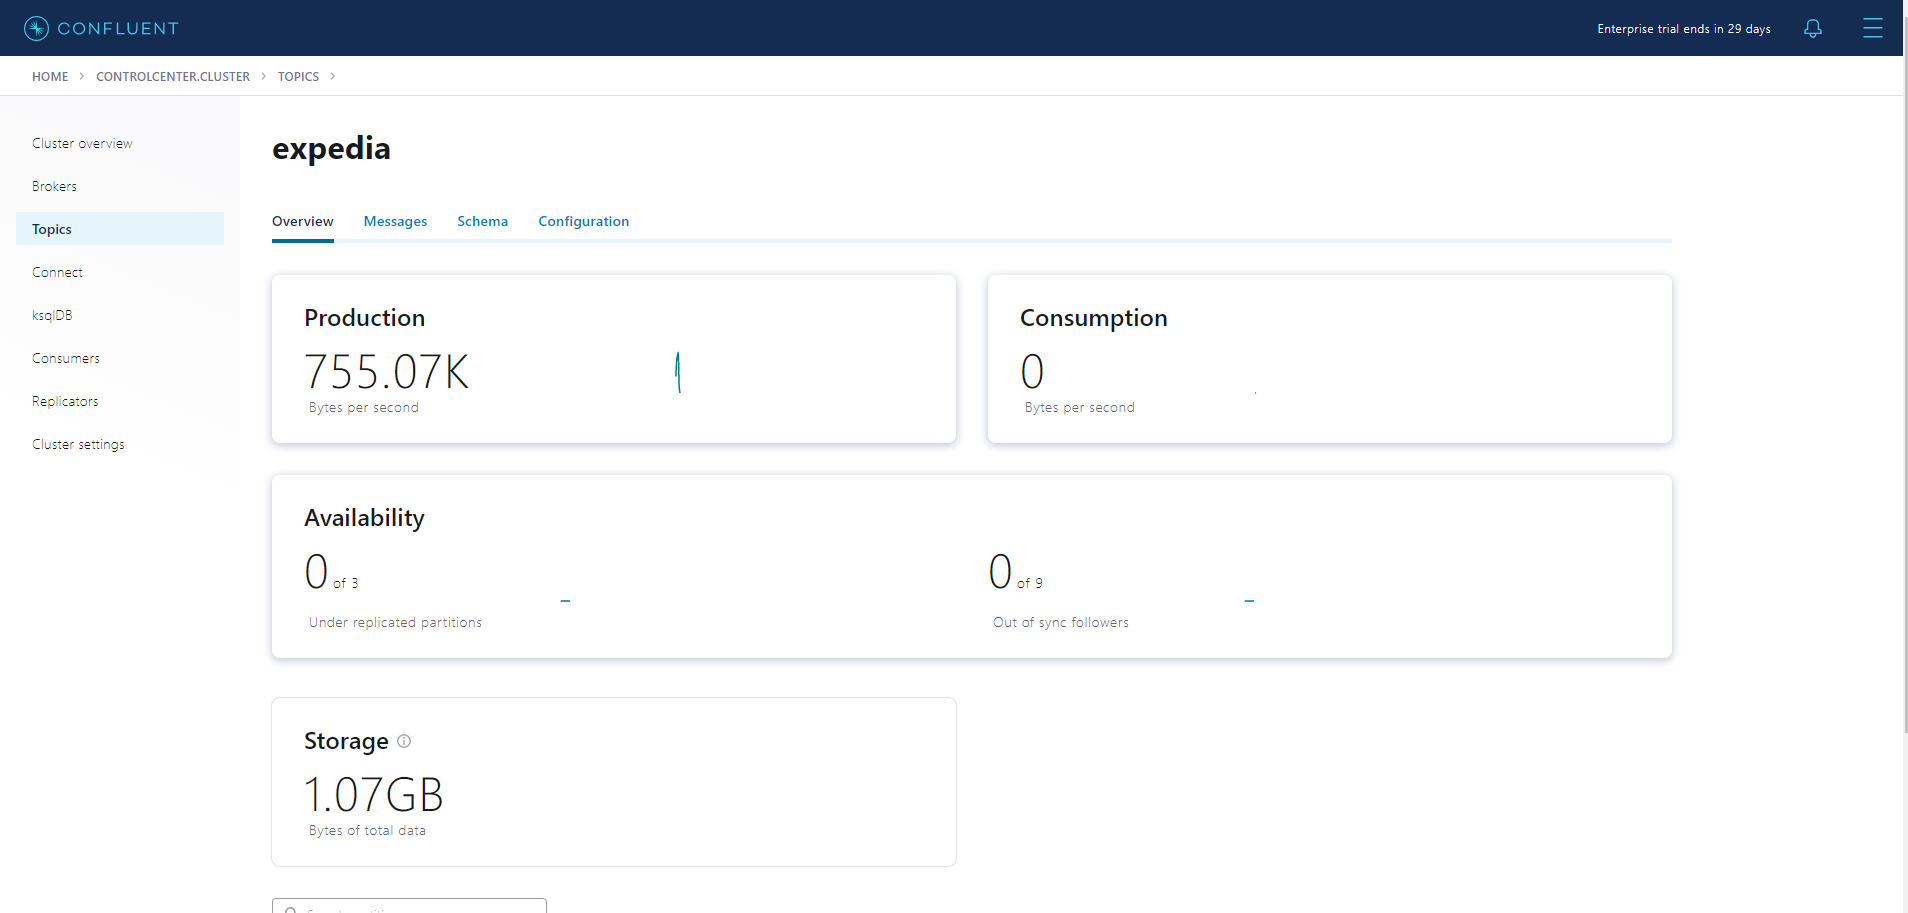 CONFLUENT
Enterprise trial ends in 29 days
HOME > CONTROLCENTER.CLUSTER > TOPICS >
Cluster overview
Brokers
Topics
Connect
ksqlDB
Consumers
Replicators
Cluster settings
expedia
Overview Messages Schema Configuration
Production
755.07K
Bytes per second
Consumption
0
Bytes per second
Availability
0 of 3
Under replicated partitions
0 of 9
Out of sync followers
Storage
1.07GB
Bytes of total data